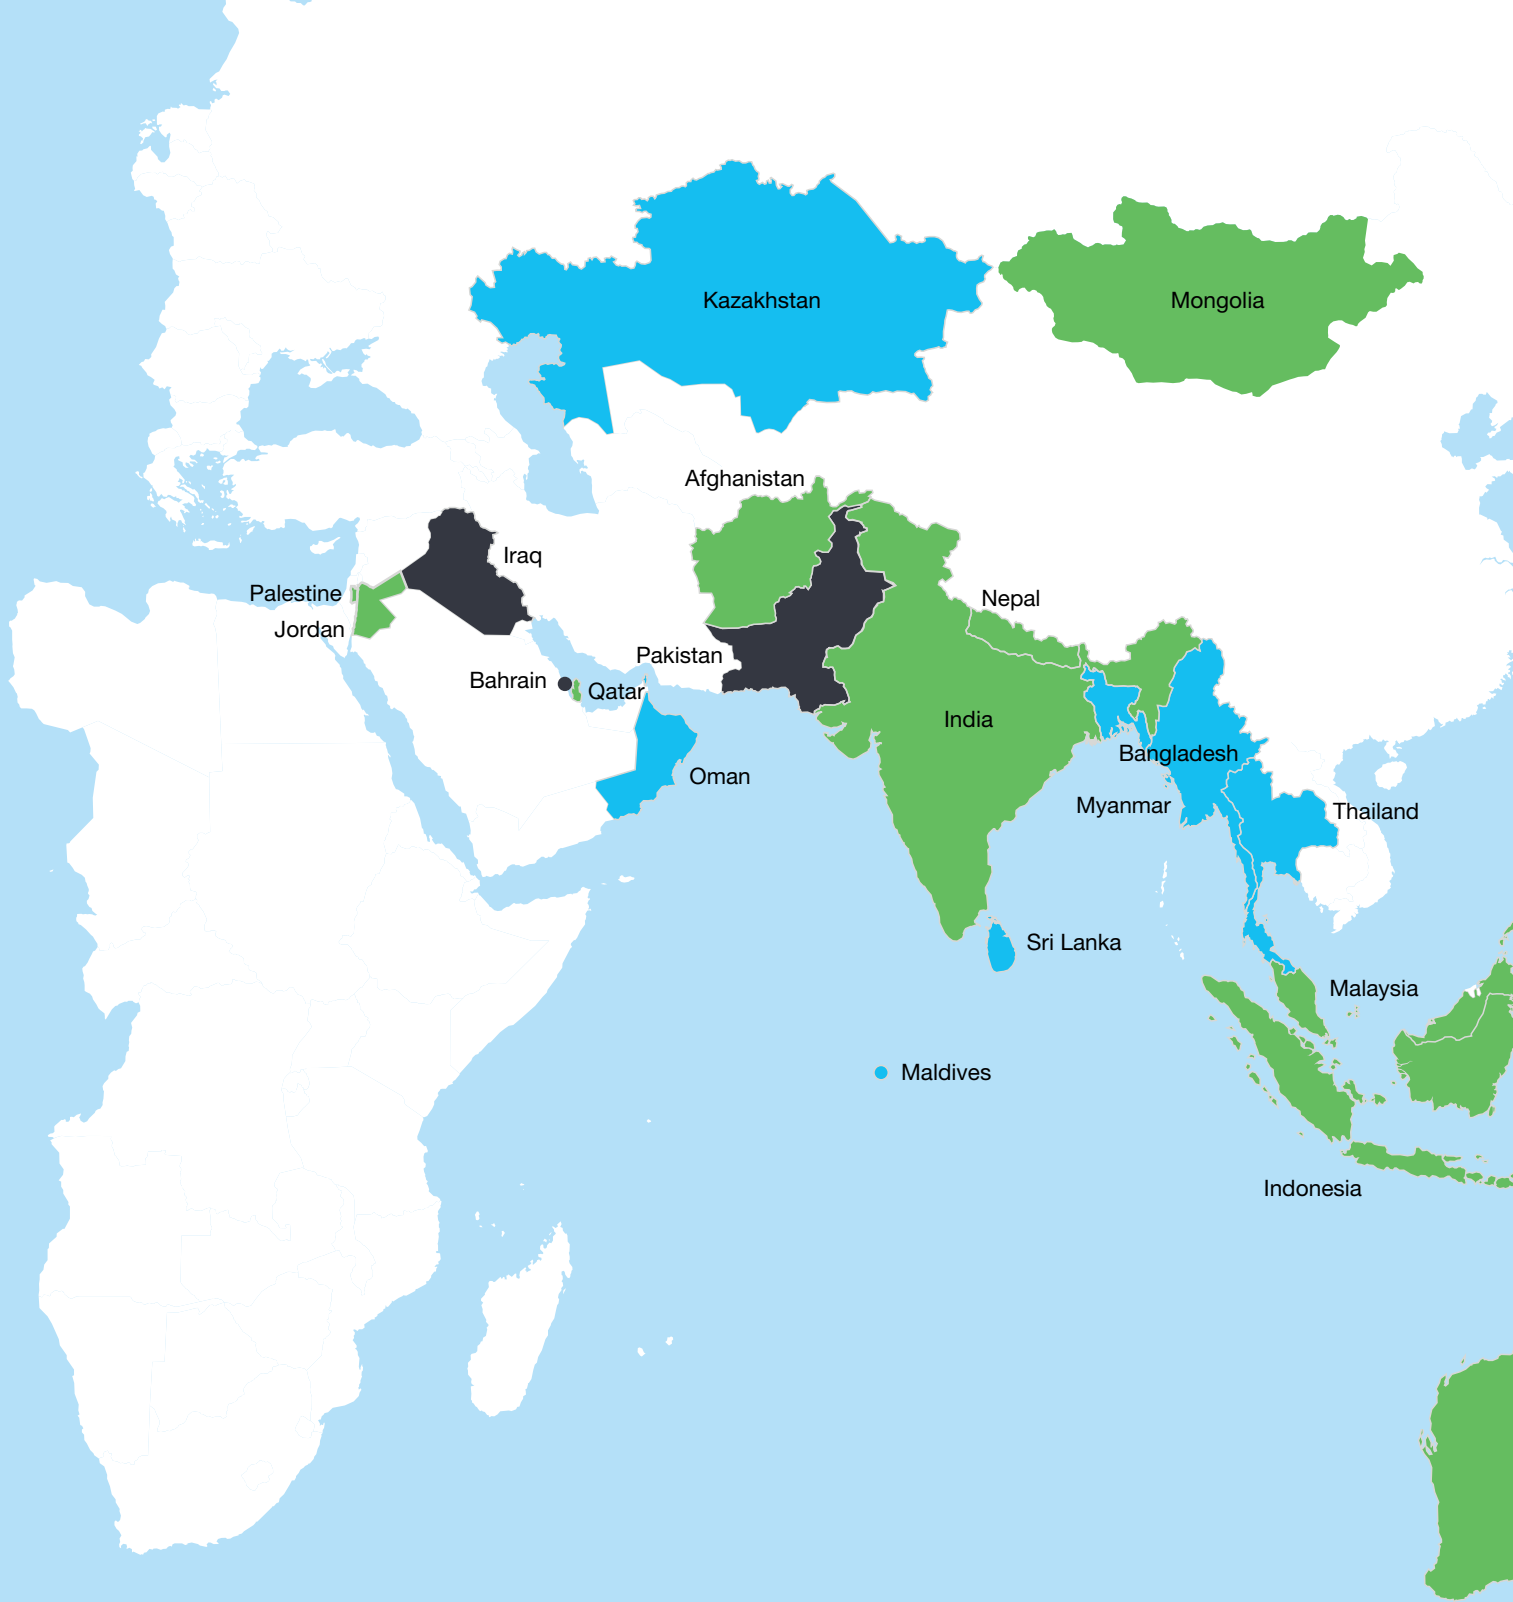 Kazakhstan
Mongolia
Afghanistan
Iraq
Palestine
Nepal
Jordan
Pakistan
Bahrain
Qatar
India
Bangladesh
Oman
Myanmar
Thailand
Sri Lanka
Malaysia
Maldives
Indonesia